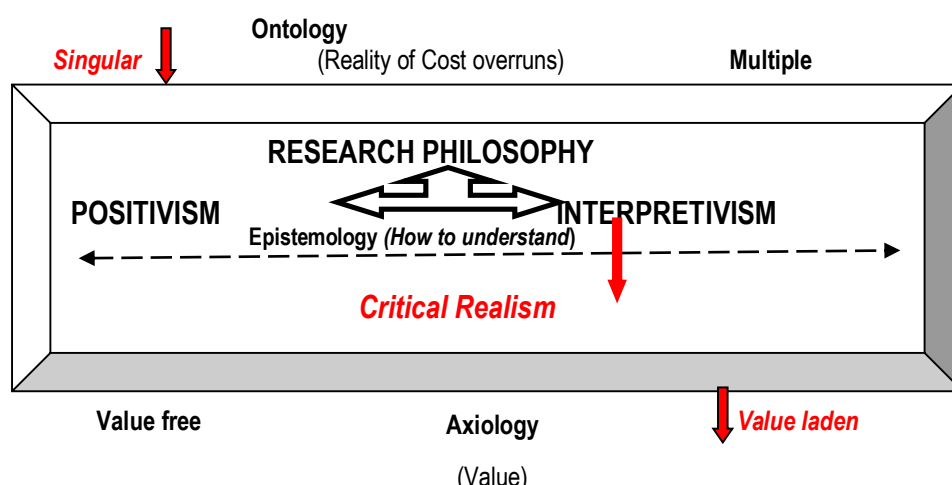 Ontology
Singular (Reality of Cost overruns) Multiple
RESEARCH PHILOSOPHY
POSITIVISM INTERPRETIVISM
Epistemology (How to understand)
Critical Realism
Value free Axiology Value laden
(Value)